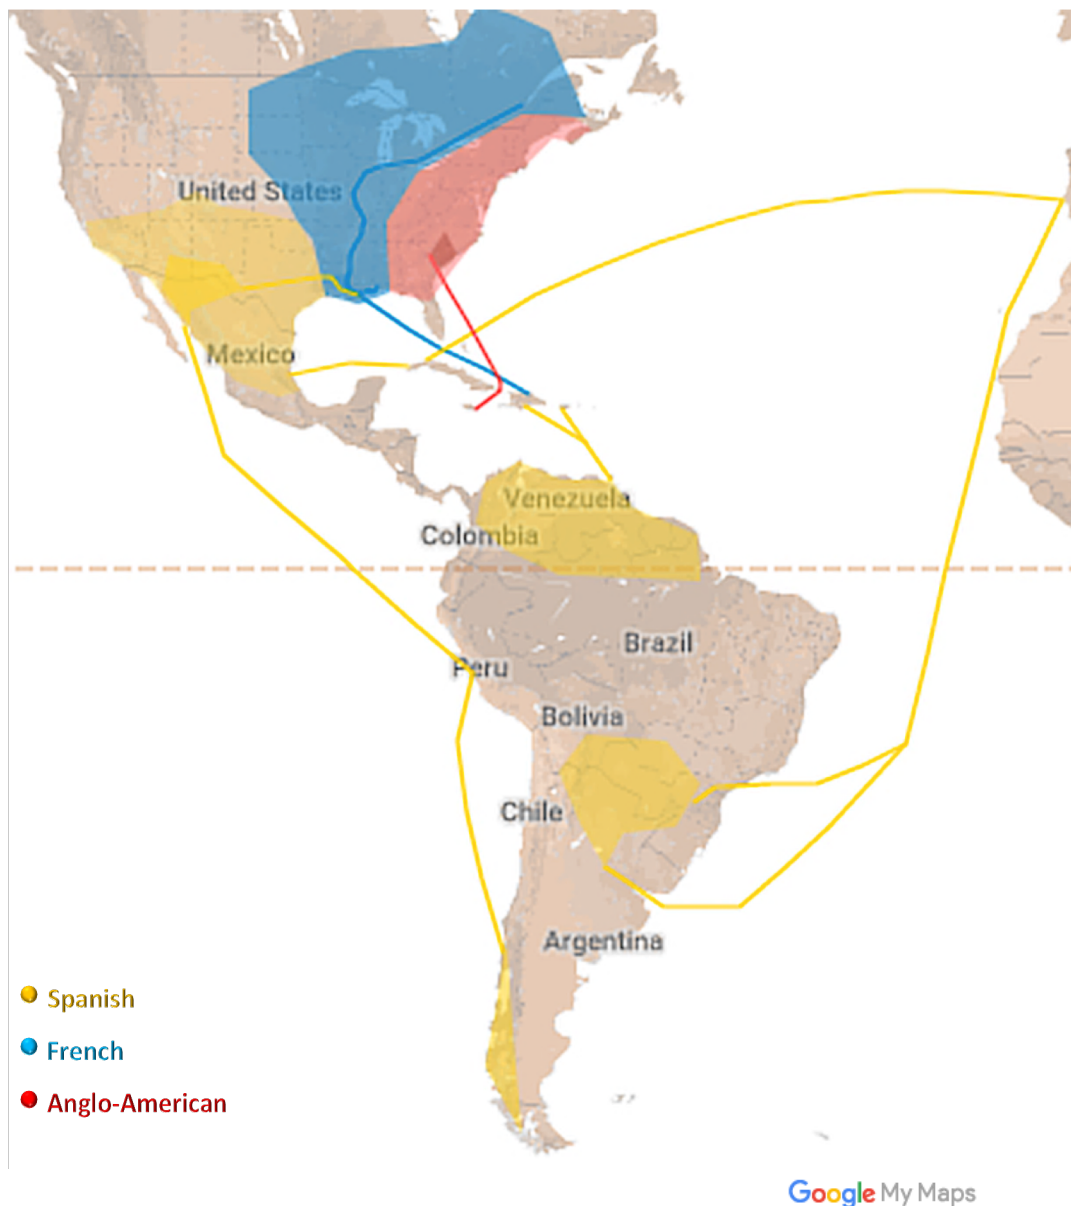 United States
Mexico
Venezuela
Colombia
Brazil
Peru
Bolivia
Chile
Argentina
Spanish
French
Anglo-American
Google My Maps